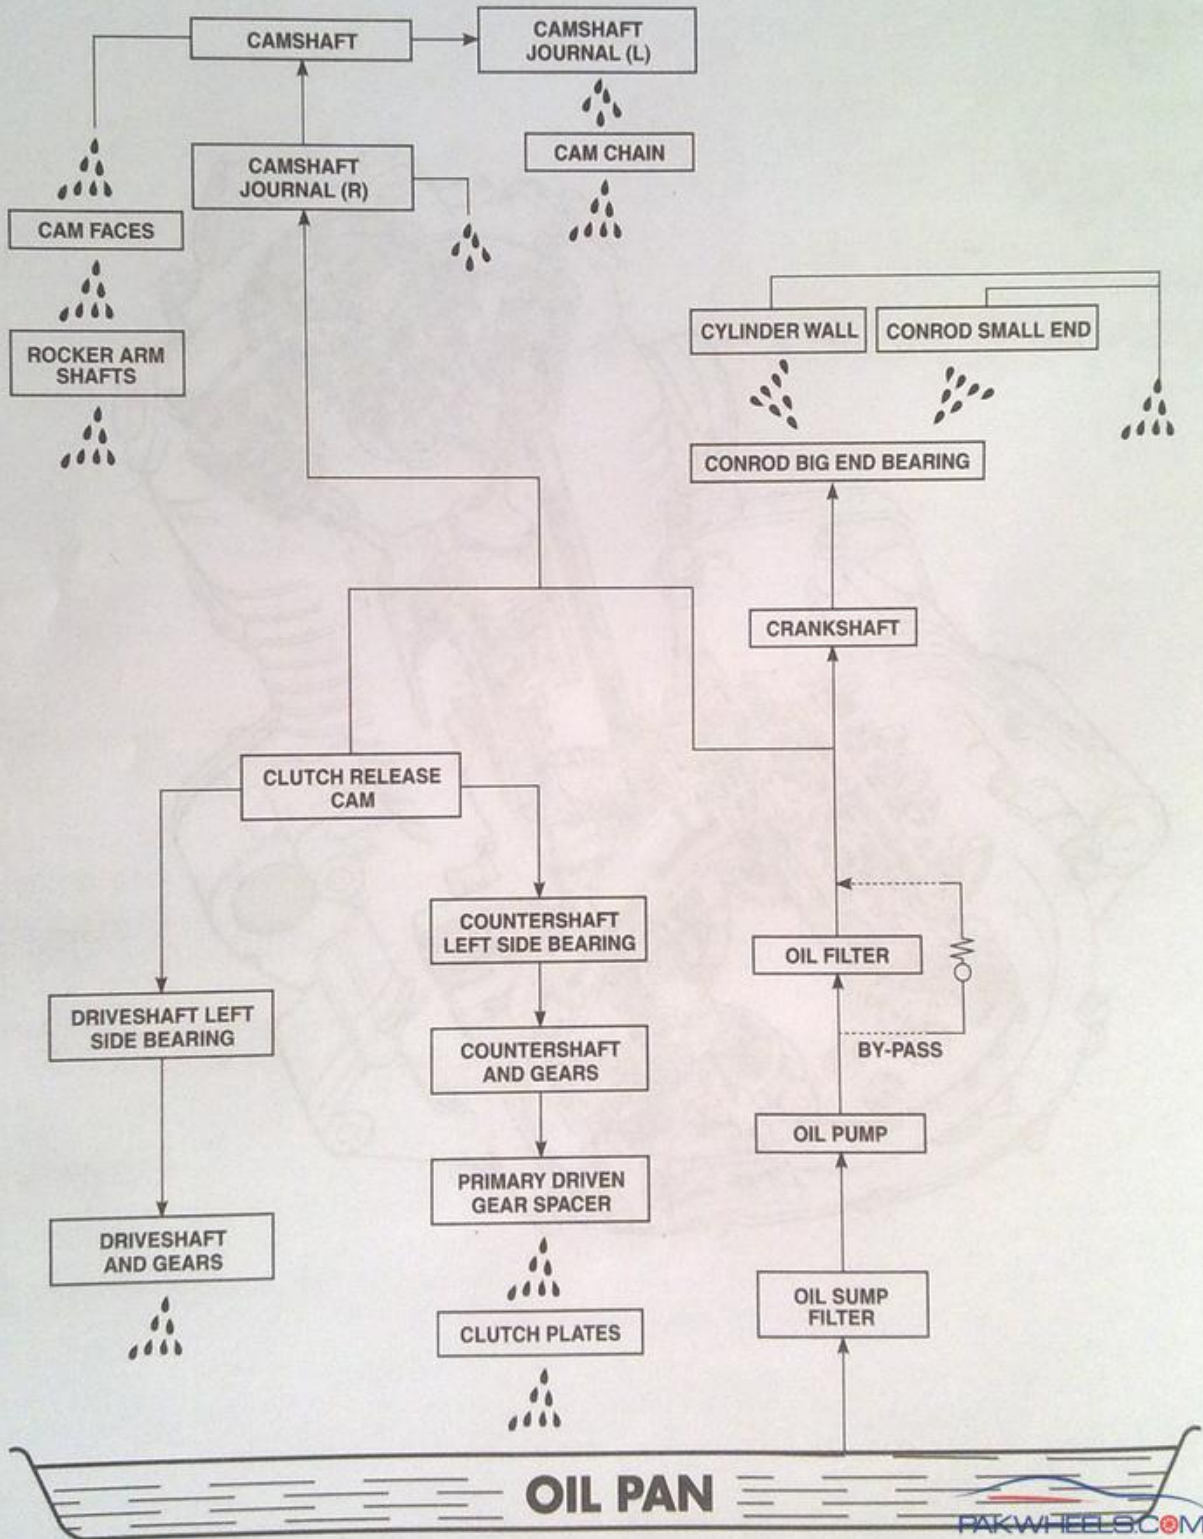 CAMSHAFT
CAMSHAFT
JOURNAL (L)
CAMSHAFT
JOURNAL (R)
CAM CHAIN
CAM FACES
ROCKER ARM
SHAFTS
CYLINDER WALL
CONROD SMALL END
CONROD BIG END BEARING
CRANKSHAFT
CLUTCH RELEASE
CAM
COUNTERSHAFT
LEFT SIDE BEARING
OIL FILTER
DRIVESHAFT LEFT
SIDE BEARING
COUNTERSHAFT
AND GEARS
BY-PASS
OIL PUMP
PRIMARY DRIVEN
GEAR SPACER
DRIVESHAFT
AND GEARS
OIL SUMP
FILTER
CLUTCH PLATES
OIL PAN
PAKWHEELS.COM